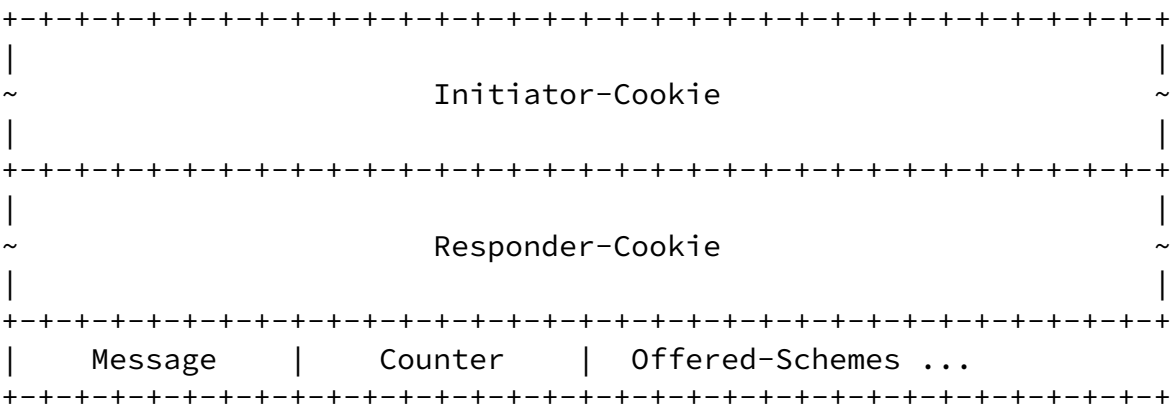 +-+-+-+-+-+-+-+-+-+-+-+-+-+-+-+-+-+-+-+-+-+-+-+-+-+-+-+-+-+-+-+-+
|                                                               |
~                        Initiator-Cookie                       ~
|                                                               |
+-+-+-+-+-+-+-+-+-+-+-+-+-+-+-+-+-+-+-+-+-+-+-+-+-+-+-+-+-+-+-+-+
|                                                               |
~                        Responder-Cookie                       ~
|                                                               |
+-+-+-+-+-+-+-+-+-+-+-+-+-+-+-+-+-+-+-+-+-+-+-+-+-+-+-+-+-+-+-+-+
|    Message    |    Counter    |  Offered-Schemes ...
+-+-+-+-+-+-+-+-+-+-+-+-+-+-+-+-+-+-+-+-+-+-+-+-+-+-+-+-+-+-+-+-+